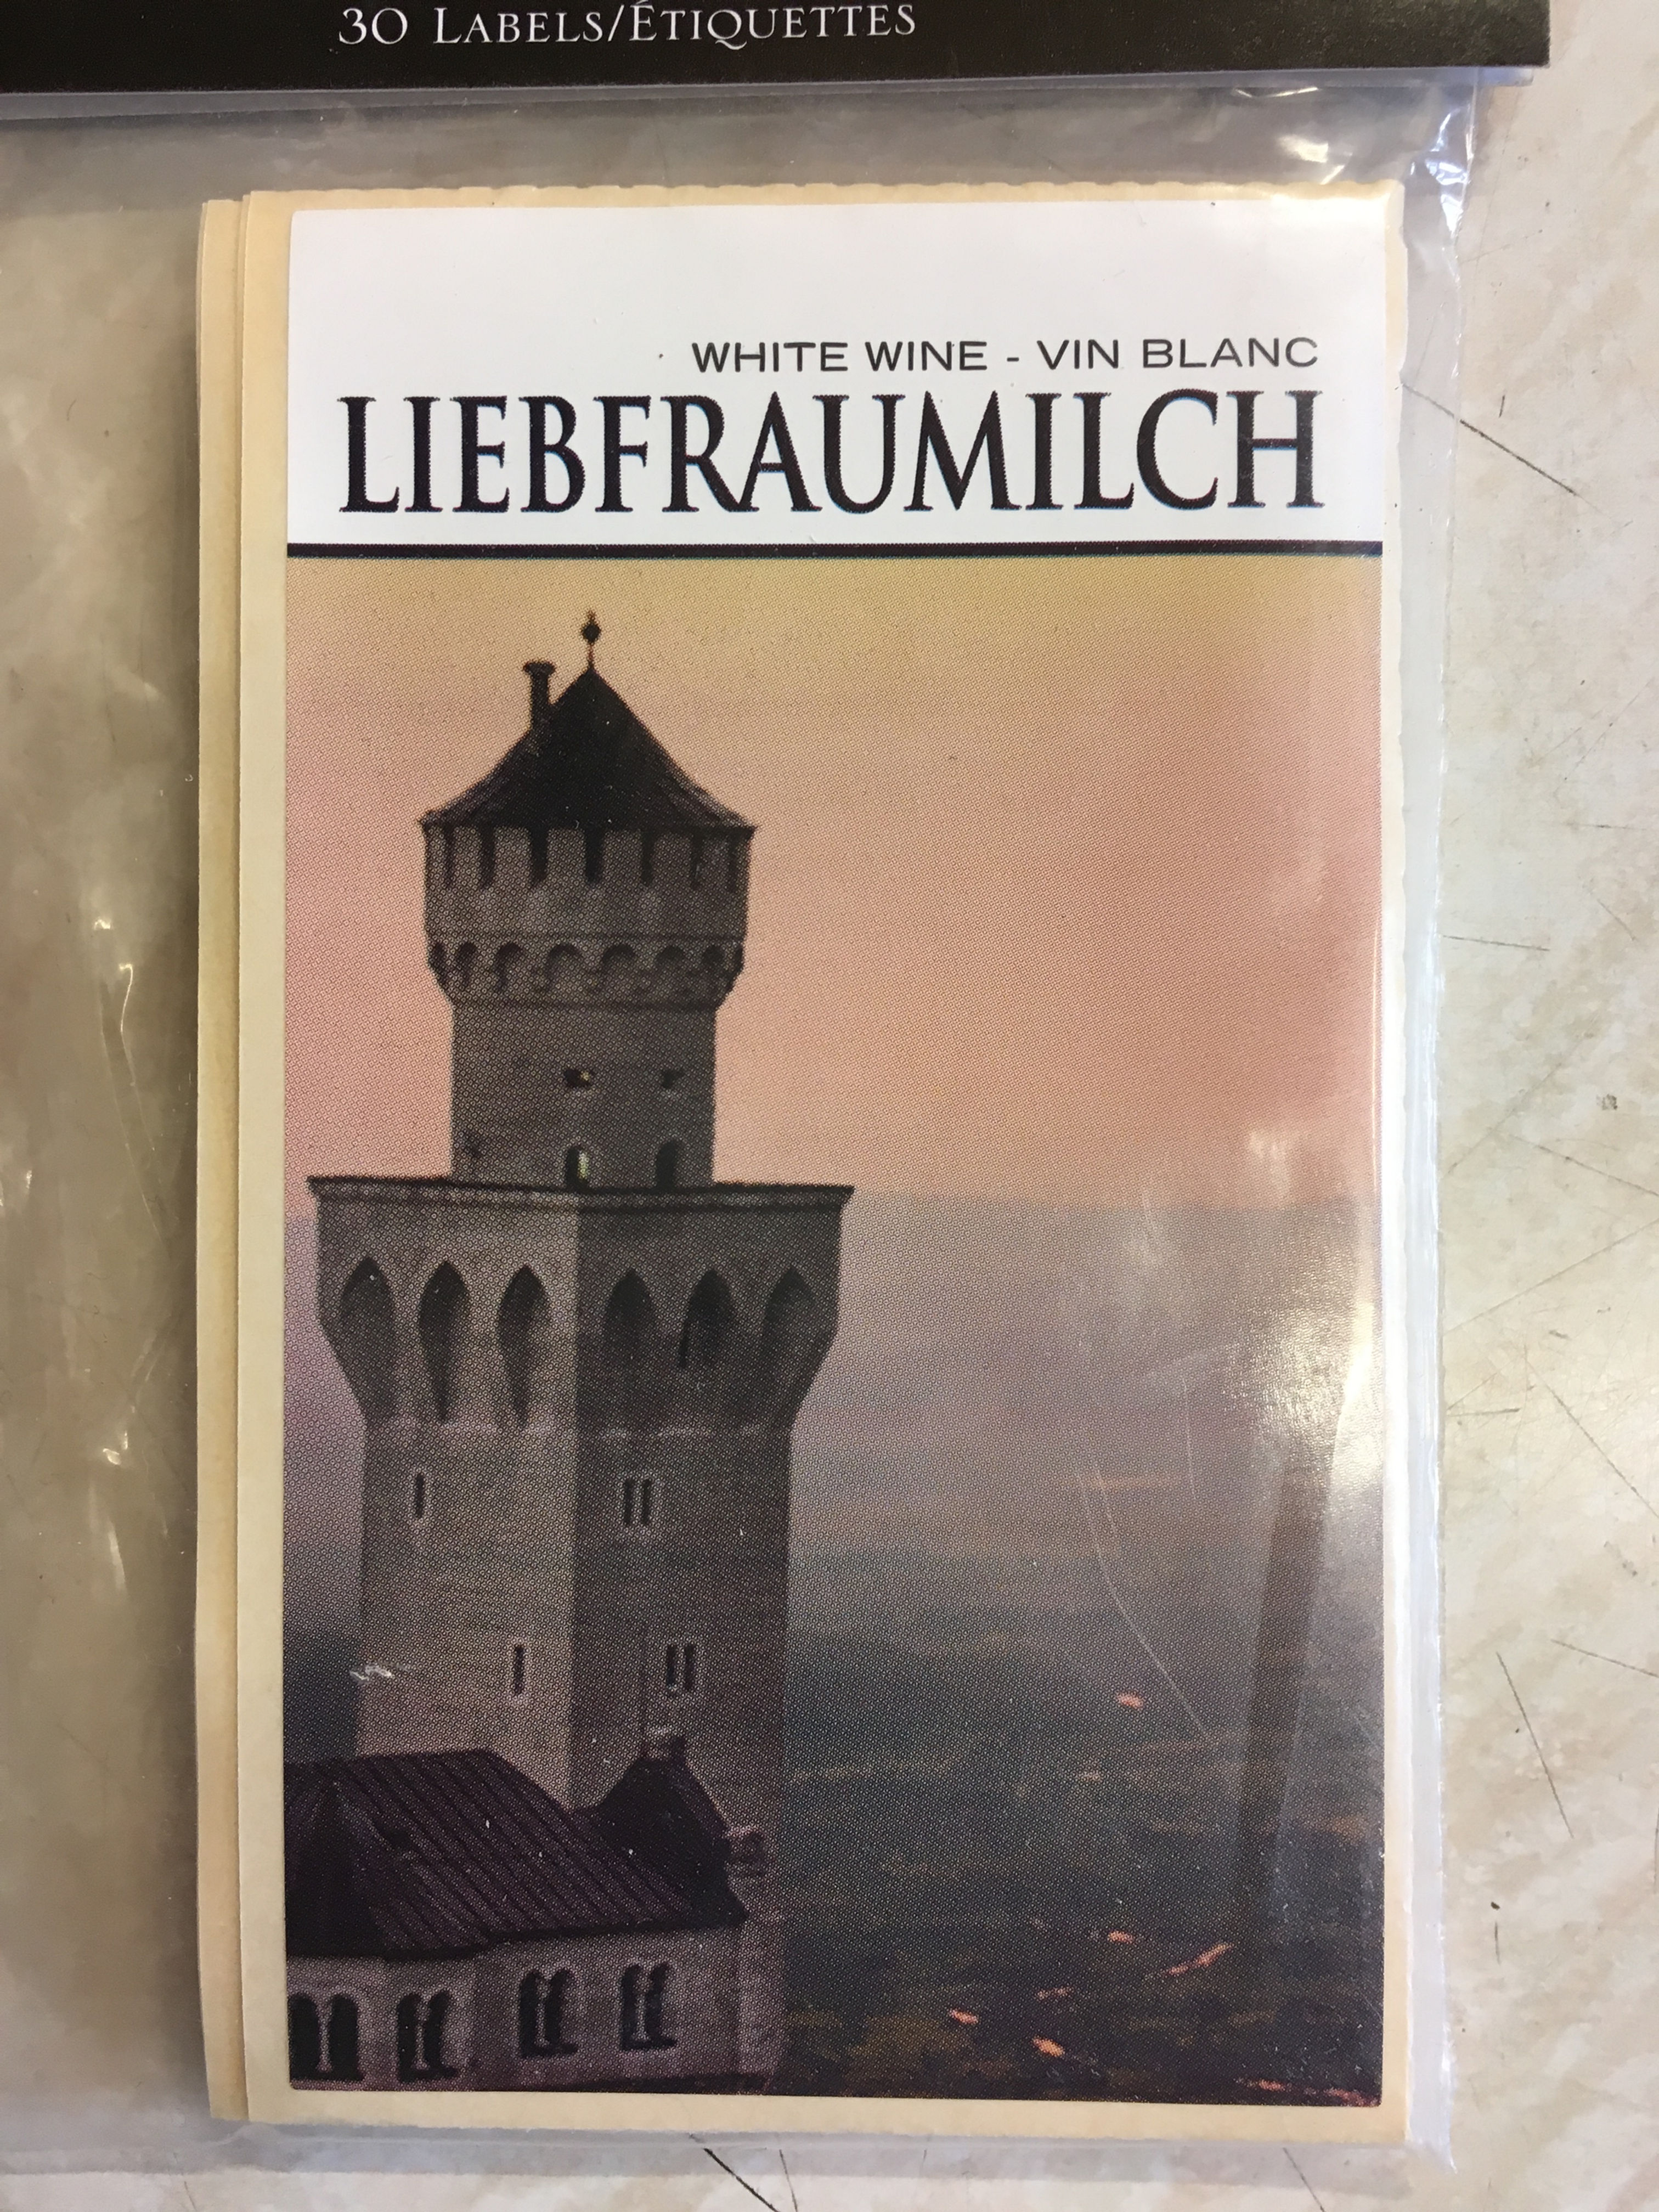 30 LABELS/ÉTIQUETTES
WHITE WINE - VIN BLANC
LIEBFRAUMILCH